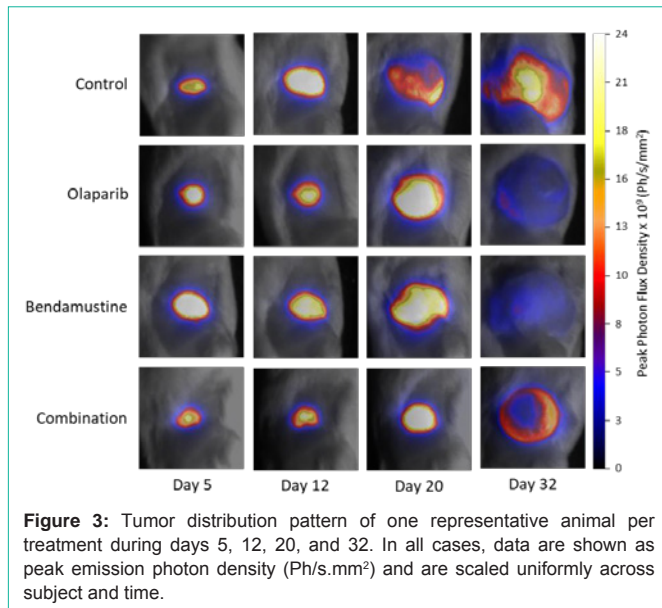 Control
Olaparib
Bendamustine
Combination
Day 5
Day 12
Day 20
Day 32
24
21
18
16
13
10
8
5
3
0
Peak Photon Flux Density x 10⁹ (Ph/s/mm²)
Figure 3: Tumor distribution pattern of one representative animal per
treatment during days 5, 12, 20, and 32. In all cases, data are shown as
peak emission photon density (Ph/s.mm²) and are scaled uniformly across
subject and time.